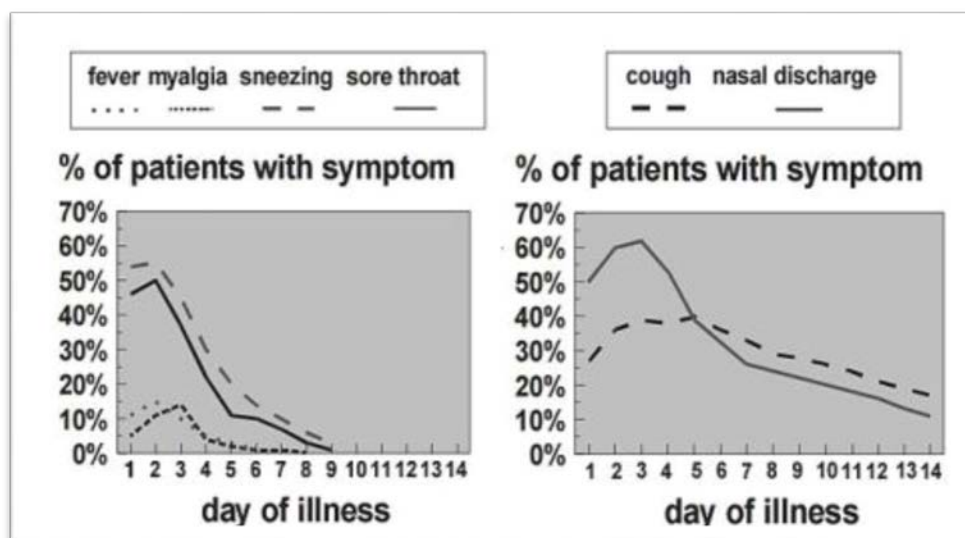 fever myalgia sneezing sore throat
% of patients with symptom
70%
60%
50%
40%
30%
20%
10%
0%
1 2 3 4 5 6 7 8 9 10 11 12 13 14
day of illness
cough nasal discharge
% of patients with symptom
70%
60%
50%
40%
30%
20%
10%
0%
1 2 3 4 5 6 7 8 9 10 11 12 13 14
day of illness